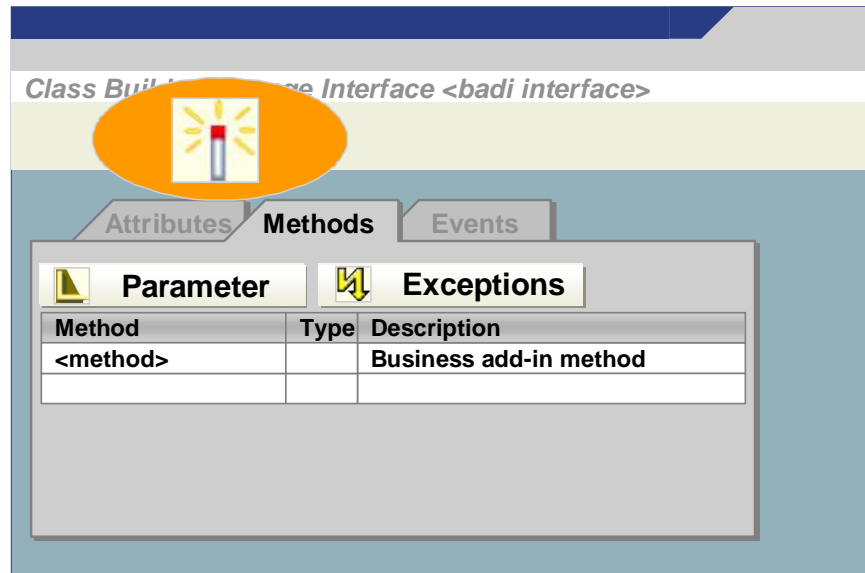 Class Interface <badi interface>
Attributes Methods Events
Parameter Exceptions
Method Type Description
<method> Business add-in method